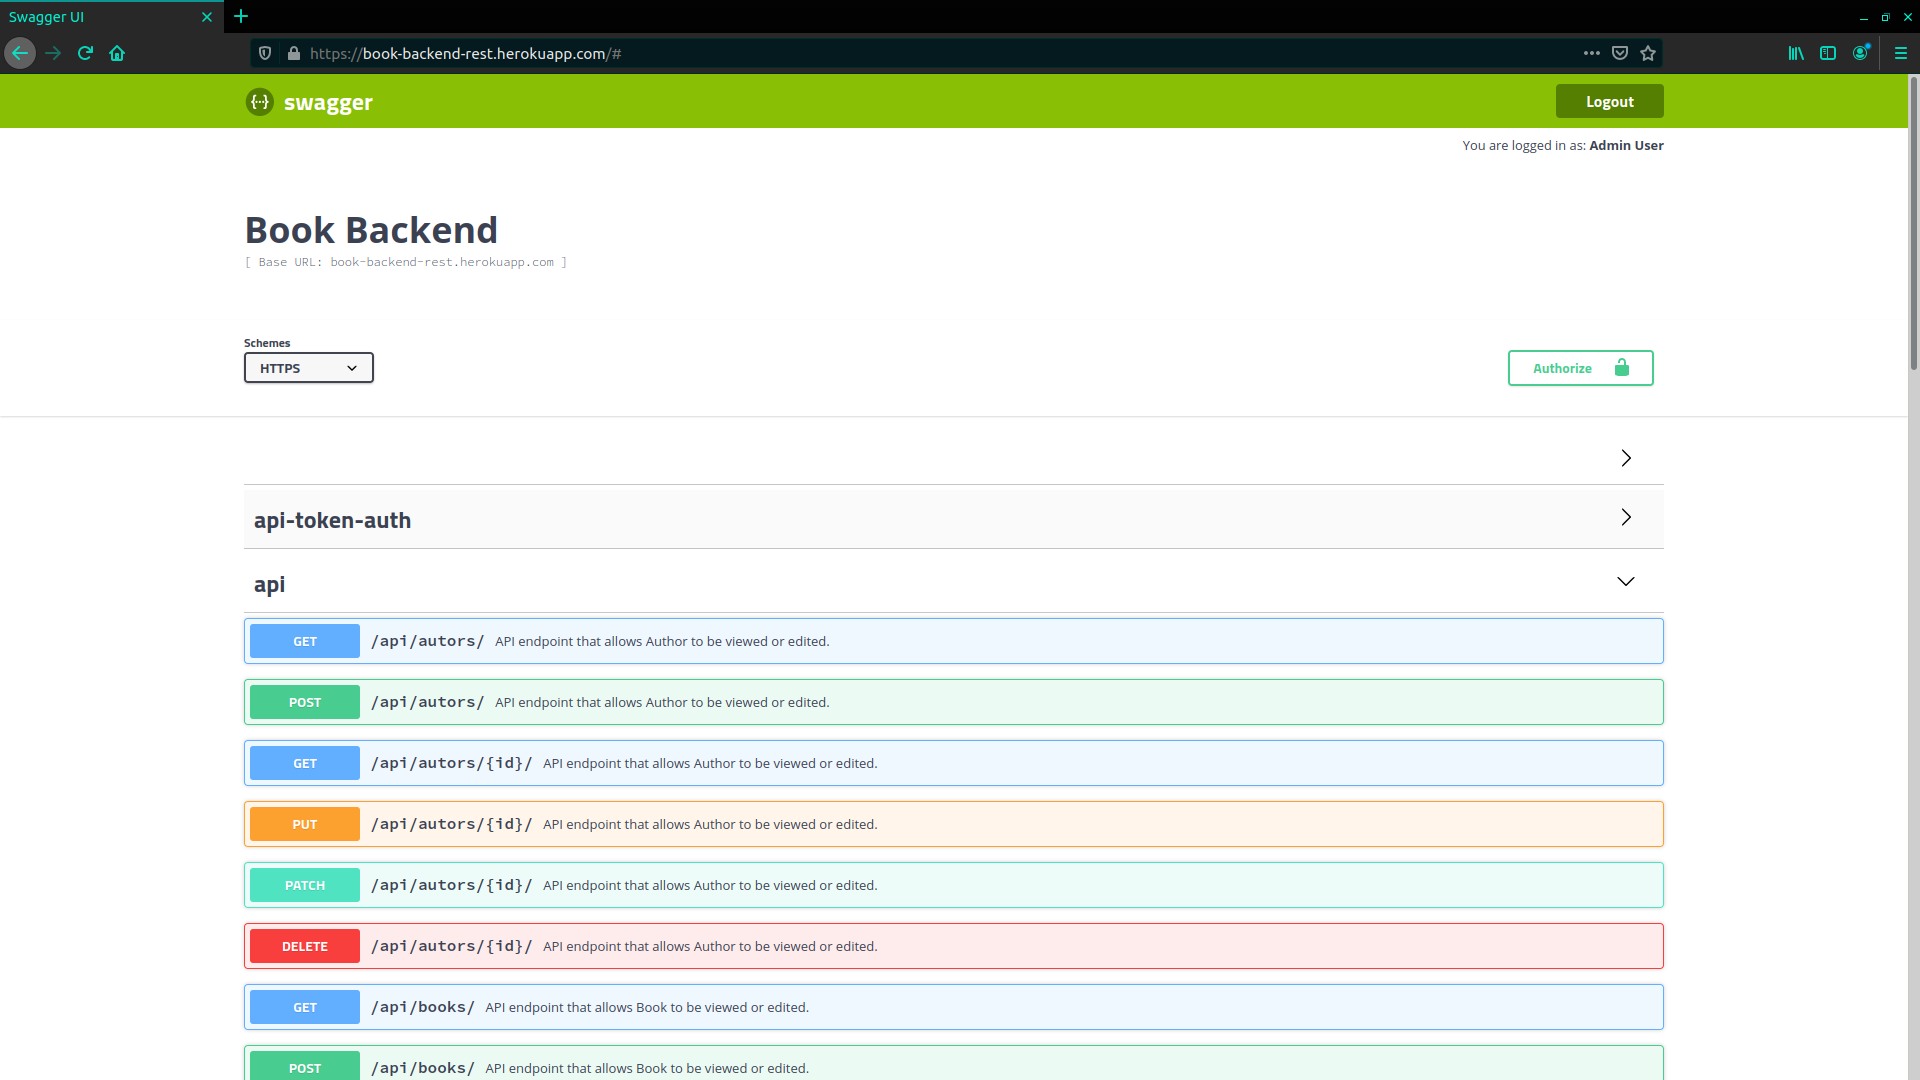 Swagger UI
https://book-backend-rest.herokuapp.com/#
{···} swagger
Logout
You are logged in as: Admin User
Book Backend
[ Base URL: book-backend-rest.herokuapp.com ]
Schemes
HTTPS
Authorize
api-token-auth
api
GET /api/autors/ API endpoint that allows Author to be viewed or edited.
POST /api/autors/ API endpoint that allows Author to be viewed or edited.
GET /api/autors/{id}/ API endpoint that allows Author to be viewed or edited.
PUT /api/autors/{id}/ API endpoint that allows Author to be viewed or edited.
PATCH /api/autors/{id}/ API endpoint that allows Author to be viewed or edited.
DELETE /api/autors/{id}/ API endpoint that allows Author to be viewed or edited.
GET /api/books/ API endpoint that allows Book to be viewed or edited.
POST /api/books/ API endpoint that allows Book to be viewed or edited.